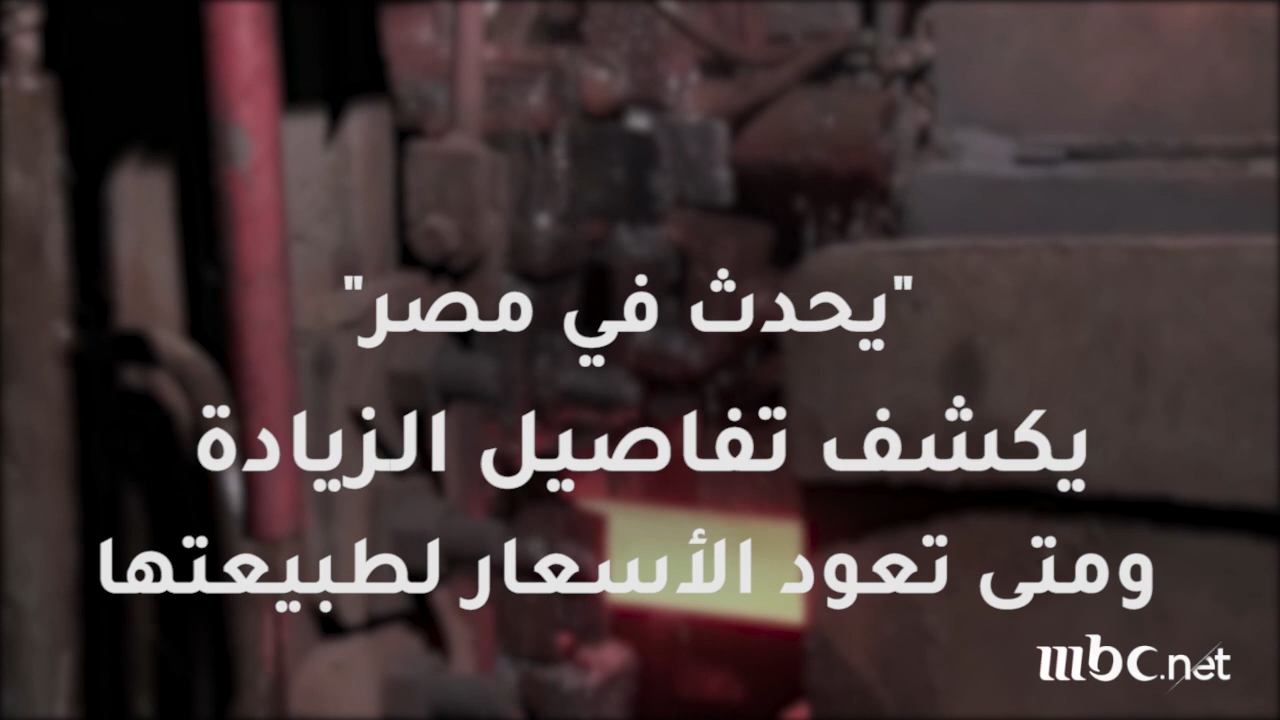 "يحدث في مصر"
يكشف تفاصيل الزيادة
ومتى تعود الأسعار لطبيعتها
mbc.net